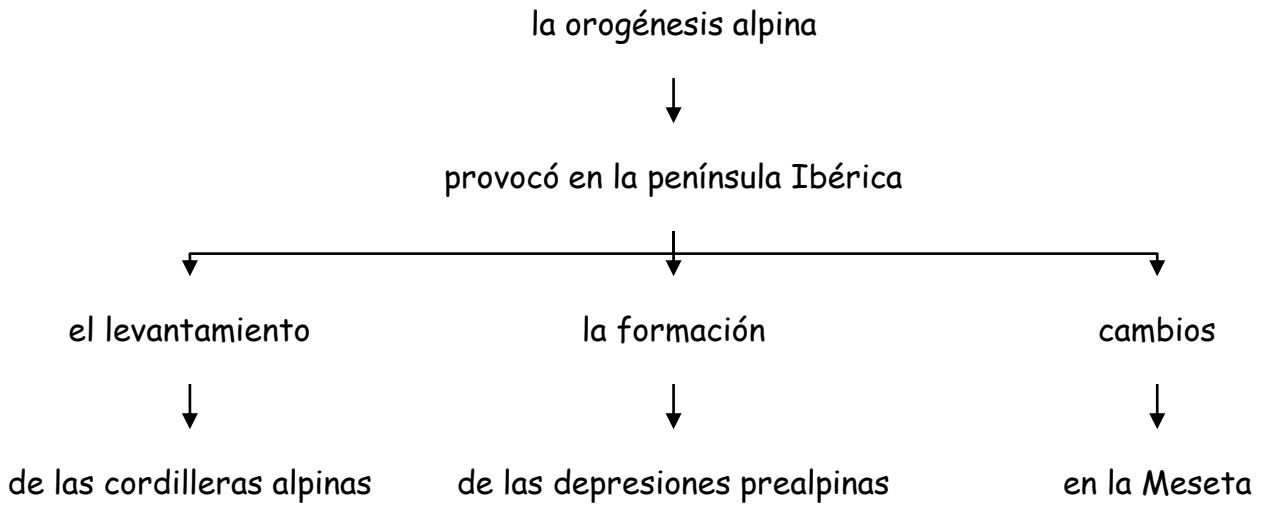 la orogénesis alpina
provocó en la península Ibérica
el levantamiento
la formación
cambios
de las cordilleras alpinas
de las depresiones prealpinas
en la Meseta